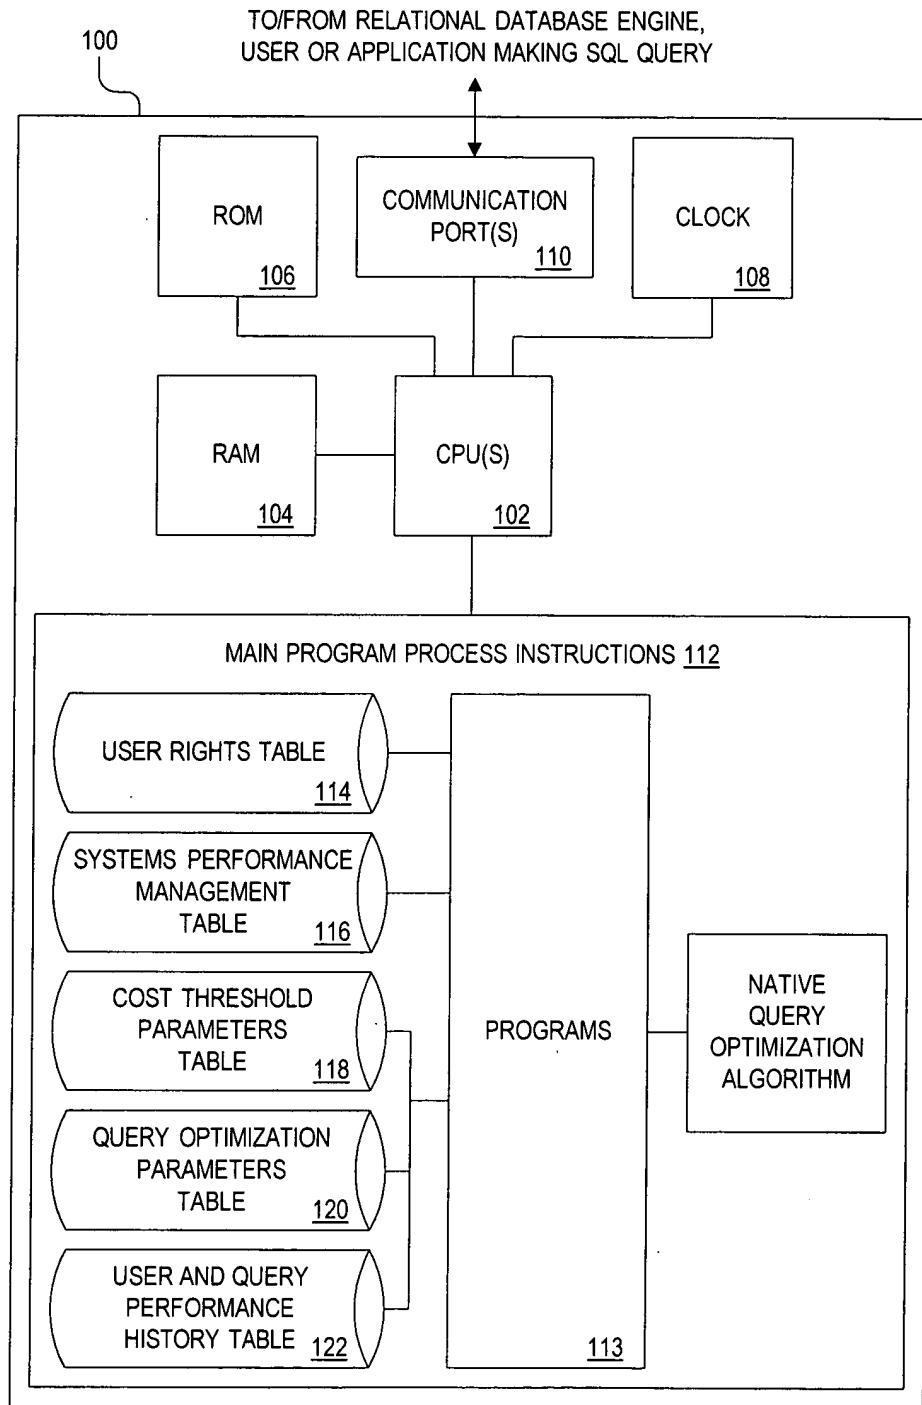 TO/FROM RELATIONAL DATABASE ENGINE,
USER OR APPLICATION MAKING SQL QUERY
100
ROM
106
COMMUNICATION
PORT(S)
110
CLOCK
108
RAM
104
CPU(S)
102
MAIN PROGRAM PROCESS INSTRUCTIONS 112
USER RIGHTS TABLE
114
SYSTEMS PERFORMANCE
MANAGEMENT
TABLE
116
COST THRESHOLD
PARAMETERS
TABLE
118
QUERY OPTIMIZATION
PARAMETERS
TABLE
120
USER AND QUERY
PERFORMANCE
HISTORY TABLE
122
PROGRAMS
113
NATIVE
QUERY
OPTIMIZATION
ALGORITHM